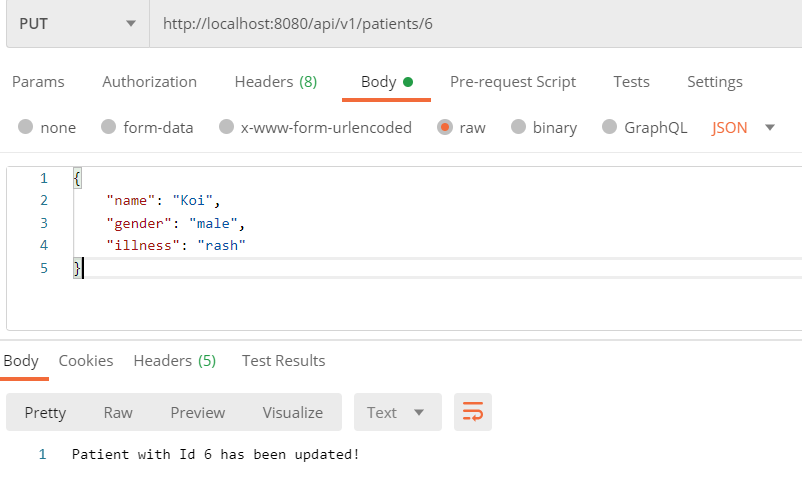 PUT http://localhost:8080/api/v1/patients/6
Params Authorization Headers (8) Body Pre-request Script Tests Settings
none form-data x-www-form-urlencoded raw binary GraphQL JSON
1 {
2 "name": "Koi",
3 "gender": "male",
4 "illness": "rash"
5 }
Body Cookies Headers (5) Test Results
Pretty Raw Preview Visualize Text
1 Patient with Id 6 has been updated!